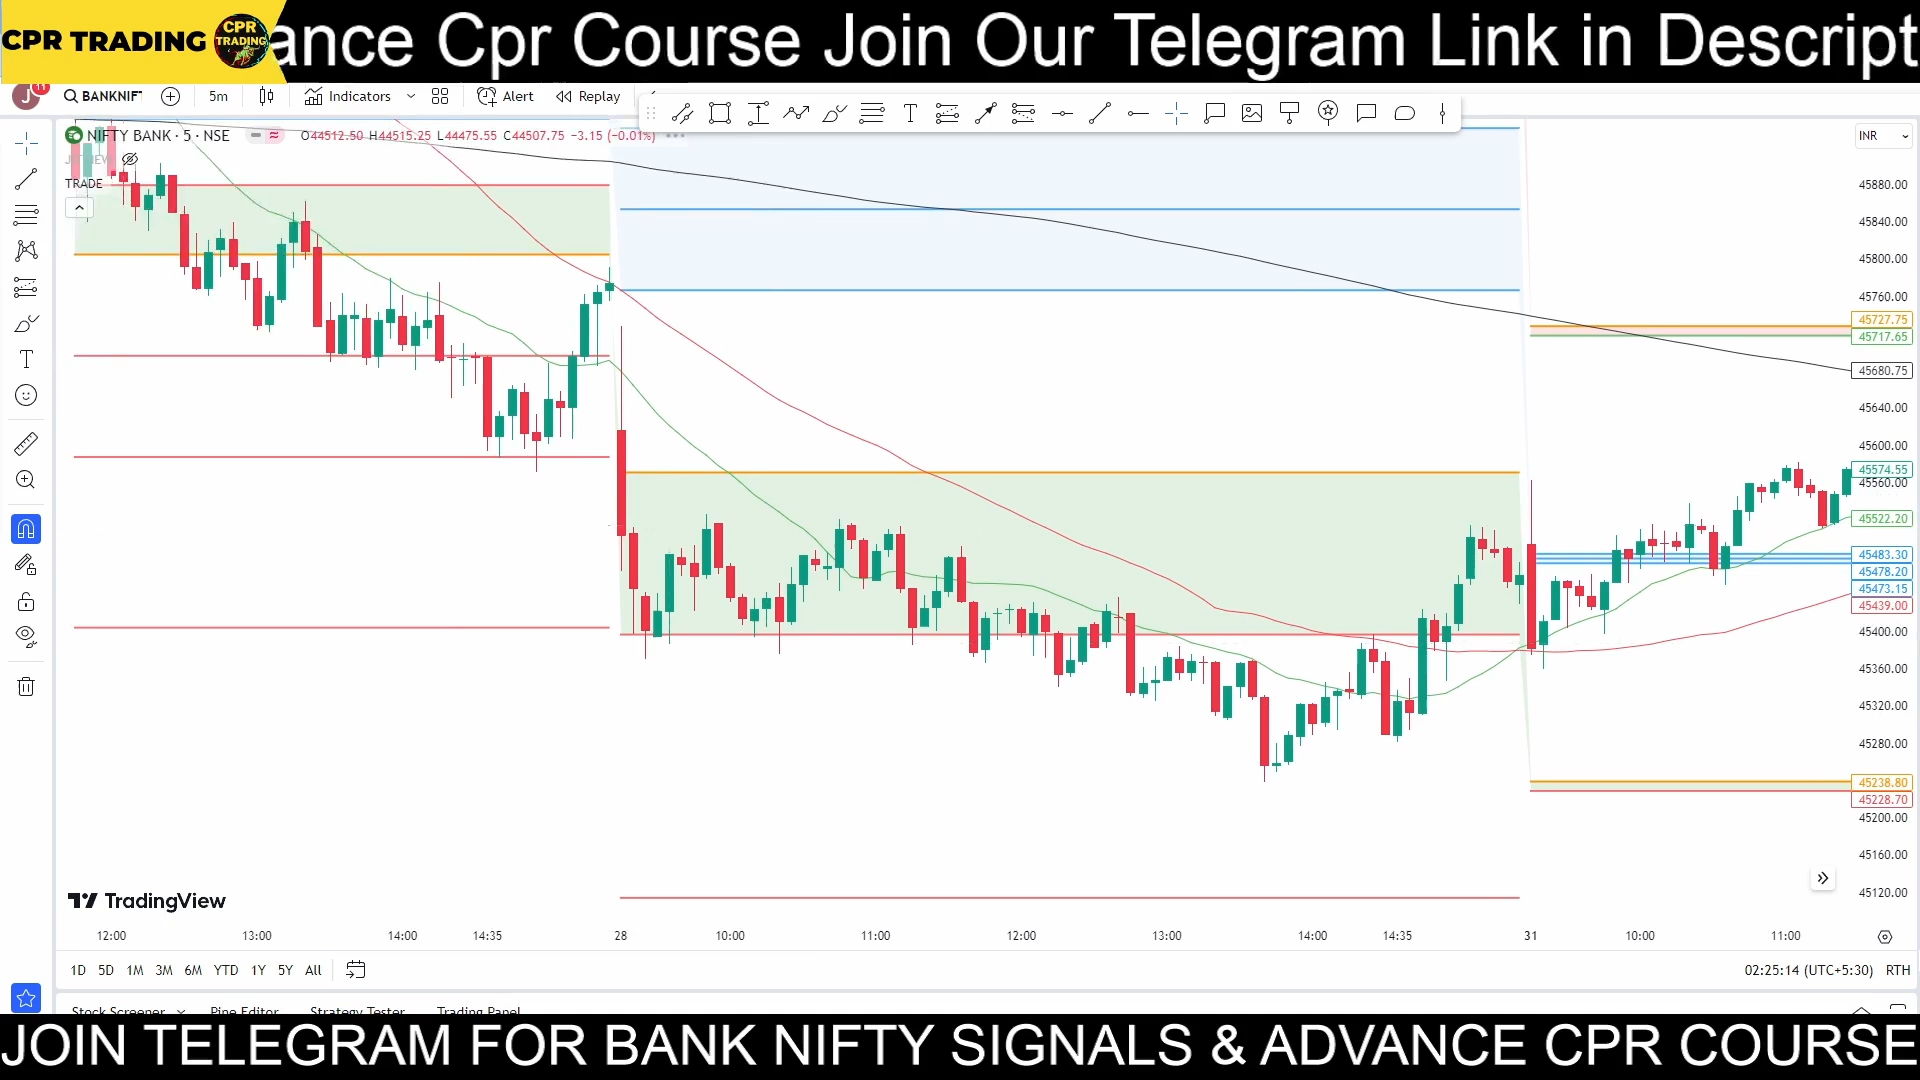 CPR TRADING
CPR
TRADING
ance Cpr Course Join Our Telegram Link in Descript
J
11
BANKNIF
5m
Indicators
Alert
Replay
NIFTY BANK · 5 · NSE
O44512.50 H44515.25 L44475.55 C44507.75 −3.15 (−0.01%)
TRADE
INR
45880.00
45840.00
45800.00
45760.00
45727.75
45717.65
45680.75
45640.00
45600.00
45574.55
45560.00
45522.20
45483.30
45478.20
45473.15
45439.00
45400.00
45360.00
45320.00
45280.00
45238.80
45228.70
45200.00
45160.00
45120.00
TradingView
12:00 13:00 14:00 14:35 28 10:00 11:00 12:00 13:00 14:00 14:35 31 10:00 11:00
1D 5D 1M 3M 6M YTD 1Y 5Y All
02:25:14 (UTC+5:30) RTH
Stock Screener Pine Editor Strategy Tester Trading Panel
JOIN TELEGRAM FOR BANK NIFTY SIGNALS & ADVANCE CPR COURSE